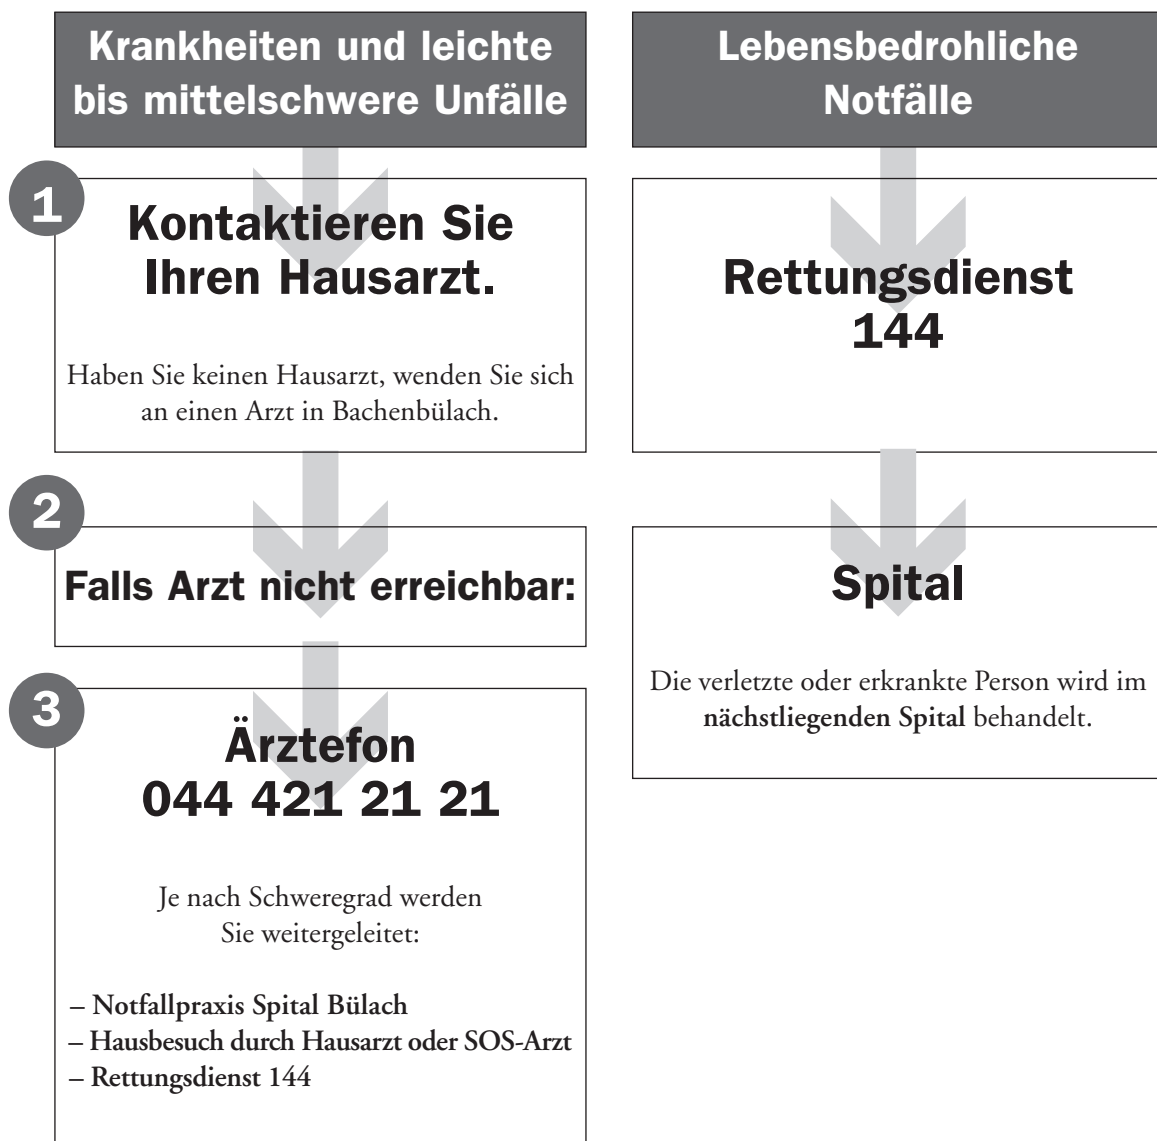 Krankheiten und leichte
bis mittelschwere Unfälle
1
Kontaktieren Sie
Ihren Hausarzt.
Haben Sie keinen Hausarzt, wenden Sie sich
an einen Arzt in Bachenbülach.
2
Falls Arzt nicht erreichbar:
3
Ärztefon
044 421 21 21
Je nach Schweregrad werden
Sie weitergeleitet:
– Notfallpraxis Spital Bülach
– Hausbesuch durch Hausarzt oder SOS-Arzt
– Rettungsdienst 144
Lebensbedrohliche
Notfälle
Rettungsdienst
144
Spital
Die verletzte oder erkrankte Person wird im
nächstliegenden Spital behandelt.